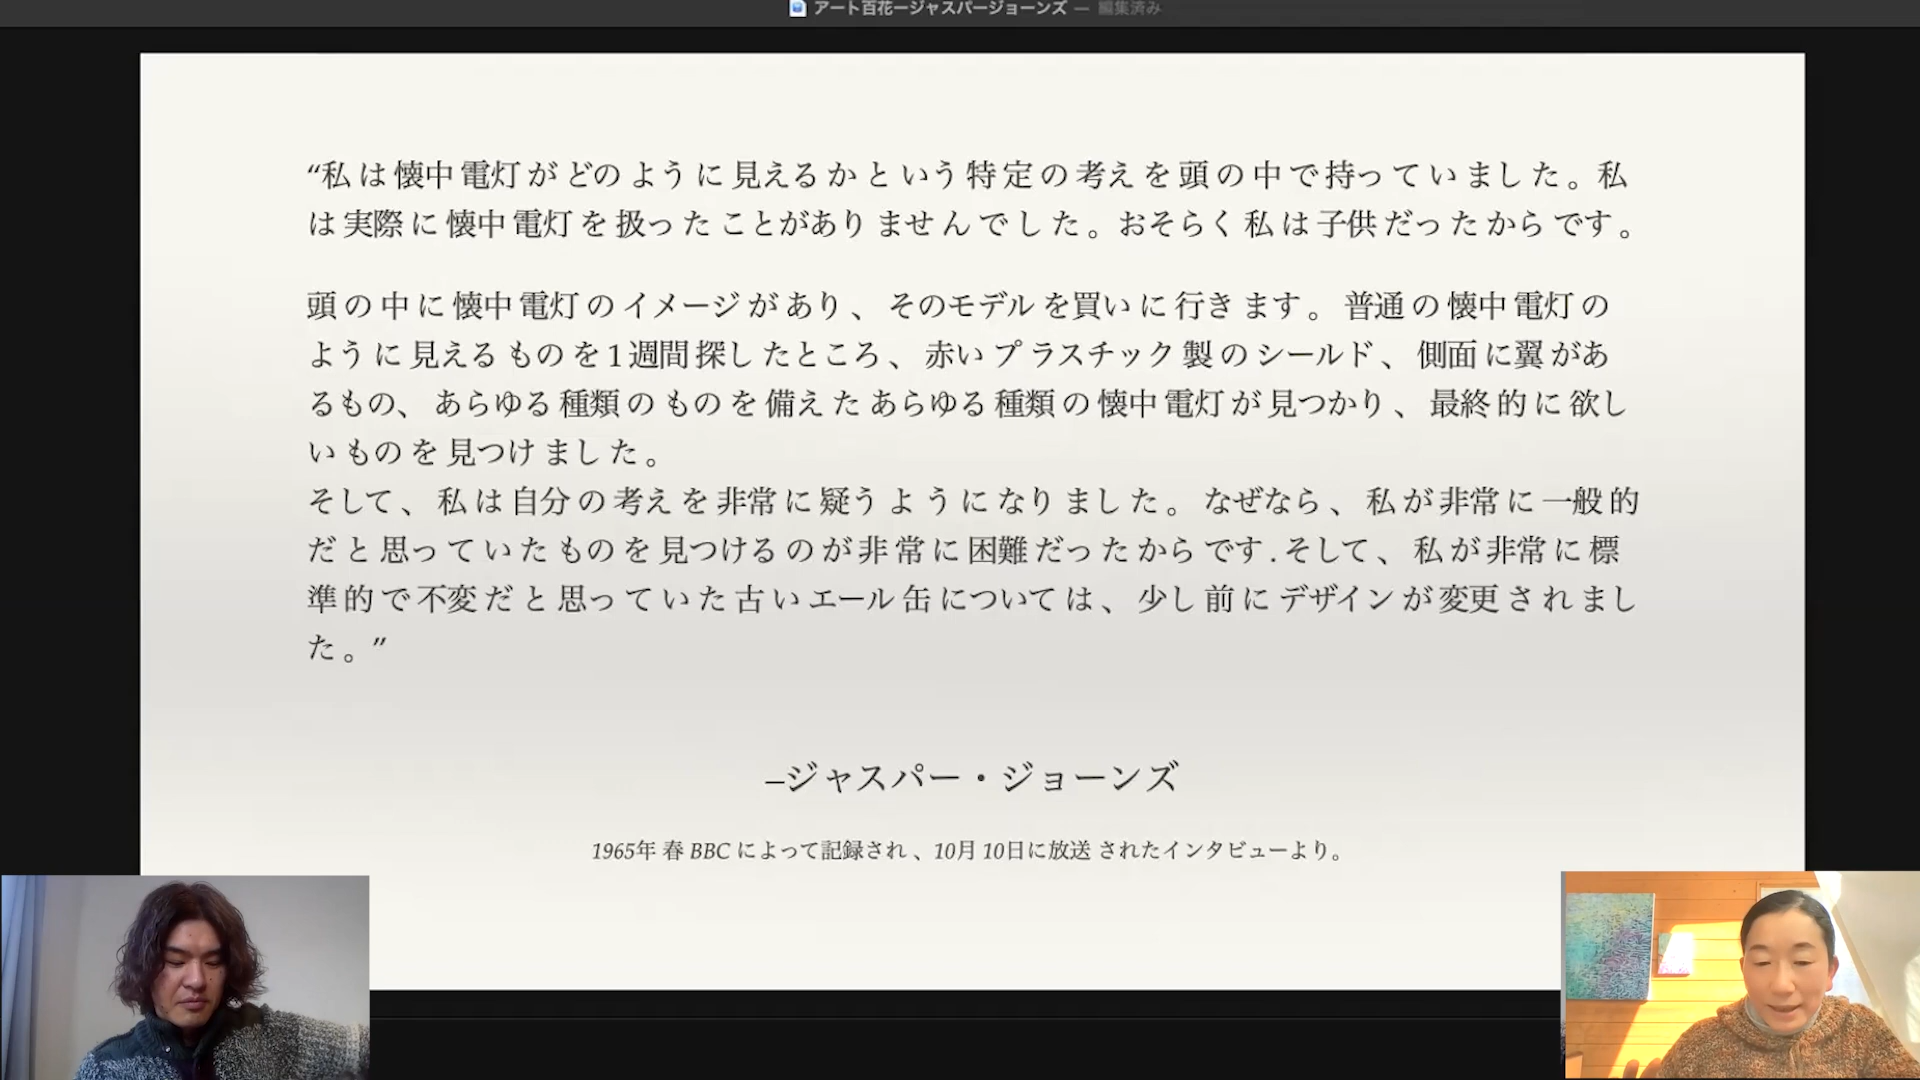 アート百花ージャスパージョーンズ — 編集済み
“私は懐中電灯がどのように見えるかという特定の考えを頭の中で持っていました。私
は実際に懐中電灯を扱ったことがありませんでした。おそらく私は子供だったからです。
頭の中に懐中電灯のイメージがあり、そのモデルを買いに行きます。普通の懐中電灯の
ように見えるものを1週間探したところ、赤いプラスチック製のシールド、側面に翼があ
るもの、あらゆる種類のものを備えたあらゆる種類の懐中電灯が見つかり、最終的に欲し
いものを見つけました。
そして、私は自分の考えを非常に疑うようになりました。なぜなら、私が非常に一般的
だと思っていたものを見つけるのが非常に困難だったからです.そして、私が非常に標
準的で不変だと思っていた古いエール缶については、少し前にデザインが変更されまし
た。”
–ジャスパー・ジョーンズ
1965年 春 BBC によって記録され、10月 10日に放送 されたインタビューより。